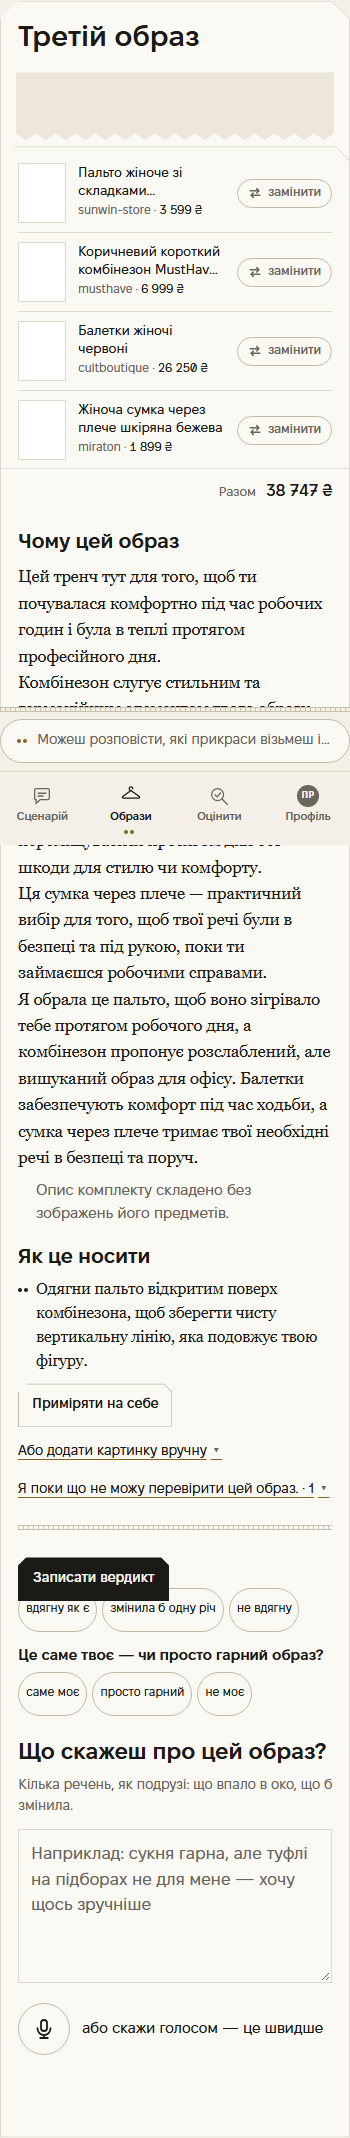 Третій образ
Пальто жіноче зі
складками...
sunwin-store · 3 599 ₴
замінити
Коричневий короткий
комбінезон MustHav...
musthave · 6 999 ₴
замінити
Балетки жіночі
червоні
cultboutique · 26 250 ₴
замінити
Жіноча сумка через
плече шкіряна бежева
miraton · 1 899 ₴
замінити
Разом 38 747 ₴
Чому цей образ
Цей тренч тут для того, щоб ти
почувалася комфортно під час робочих
годин і була в теплі протягом
професійного дня.
Комбінезон слугує стильним та
Можеш розповісти, які прикраси візьмеш і...
Сценарій
Образи
Оцінити
ПР
Профіль
шкоди для стилю чи комфорту.
Ця сумка через плече — практичний
вибір для того, щоб твої речі були в
безпеці та під рукою, поки ти
займаєшся робочими справами.
Я обрала це пальто, щоб воно зігрівало
тебе протягом робочого дня, а
комбінезон пропонує розслаблений, але
вишуканий образ для офісу. Балетки
забезпечують комфорт під час ходьби, а
сумка через плече тримає твої необхідні
речі в безпеці та поруч.
Опис комплекту складено без
зображень його предметів.
Як це носити
Одягни пальто відкритим поверх
комбінезона, щоб зберегти чисту
вертикальну лінію, яка подовжує твою
фігуру.
Приміряти на себе
Або додати картинку вручну
Я поки що не можу перевірити цей образ. · 1
Записати вердикт
вдягну як є
змінила б одну річ
не вдягну
Це саме твоє — чи просто гарний образ?
саме моє
просто гарний
не моє
Що скажеш про цей образ?
Кілька речень, як подрузі: що впало в око, що б
змінила.
Наприклад: сукня гарна, але туфлі
на підборах не для мене — хочу
щось зручніше
або скажи голосом — це швидше